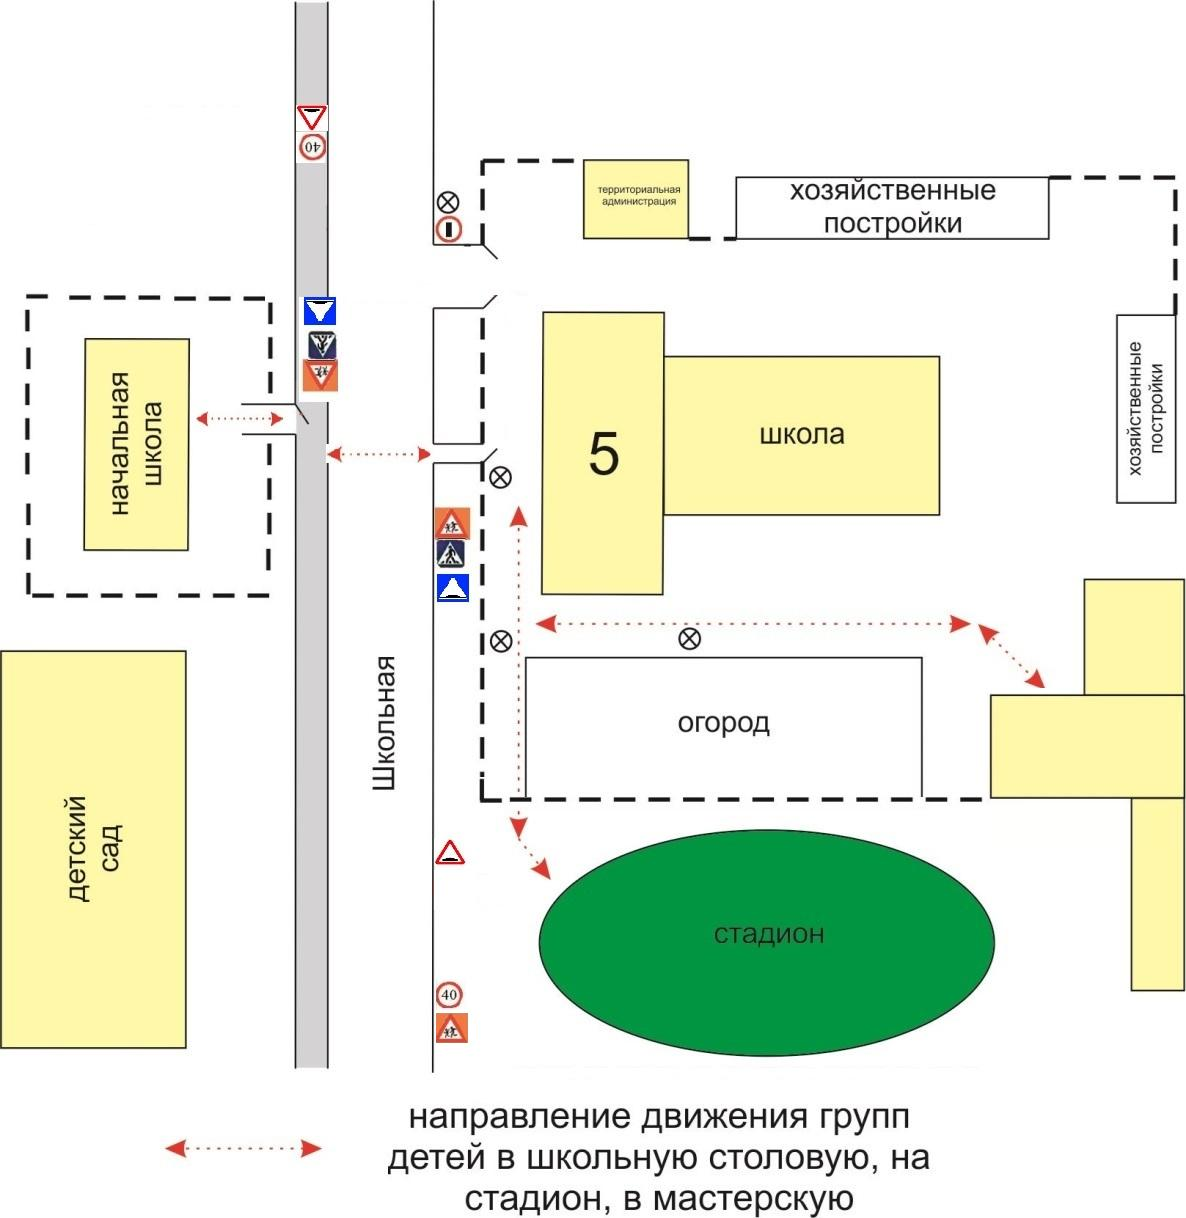 40
территориальная
администрация
хозяйственные
постройки
хозяйственные
постройки
начальная
школа
5
школа
Школьная
огород
детский
сад
стадион
40
направление движения групп
детей в школьную столовую, на
стадион, в мастерскую